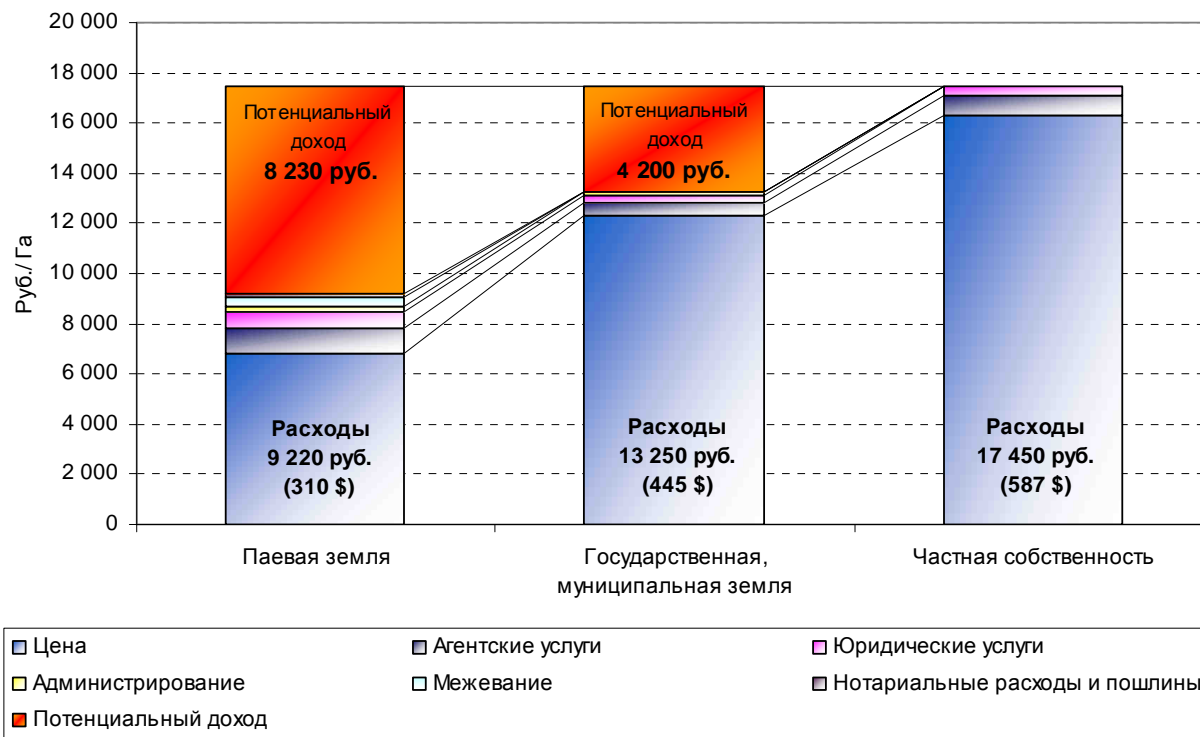 20 000
18 000
16 000
14 000
12 000
10 000
8 000
6 000
4 000
2 000
0
Руб./ Га
Потенциальный
доход
8 230 руб.
Расходы
9 220 руб.
(310 $)
Потенциальный
доход
4 200 руб.
Расходы
13 250 руб.
(445 $)
Расходы
17 450 руб.
(587 $)
Паевая земля
Государственная,
муниципальная земля
Частная собственность
Цена
Агентские услуги
Юридические услуги
Администрирование
Межевание
Нотариальные расходы и пошлины
Потенциальный доход